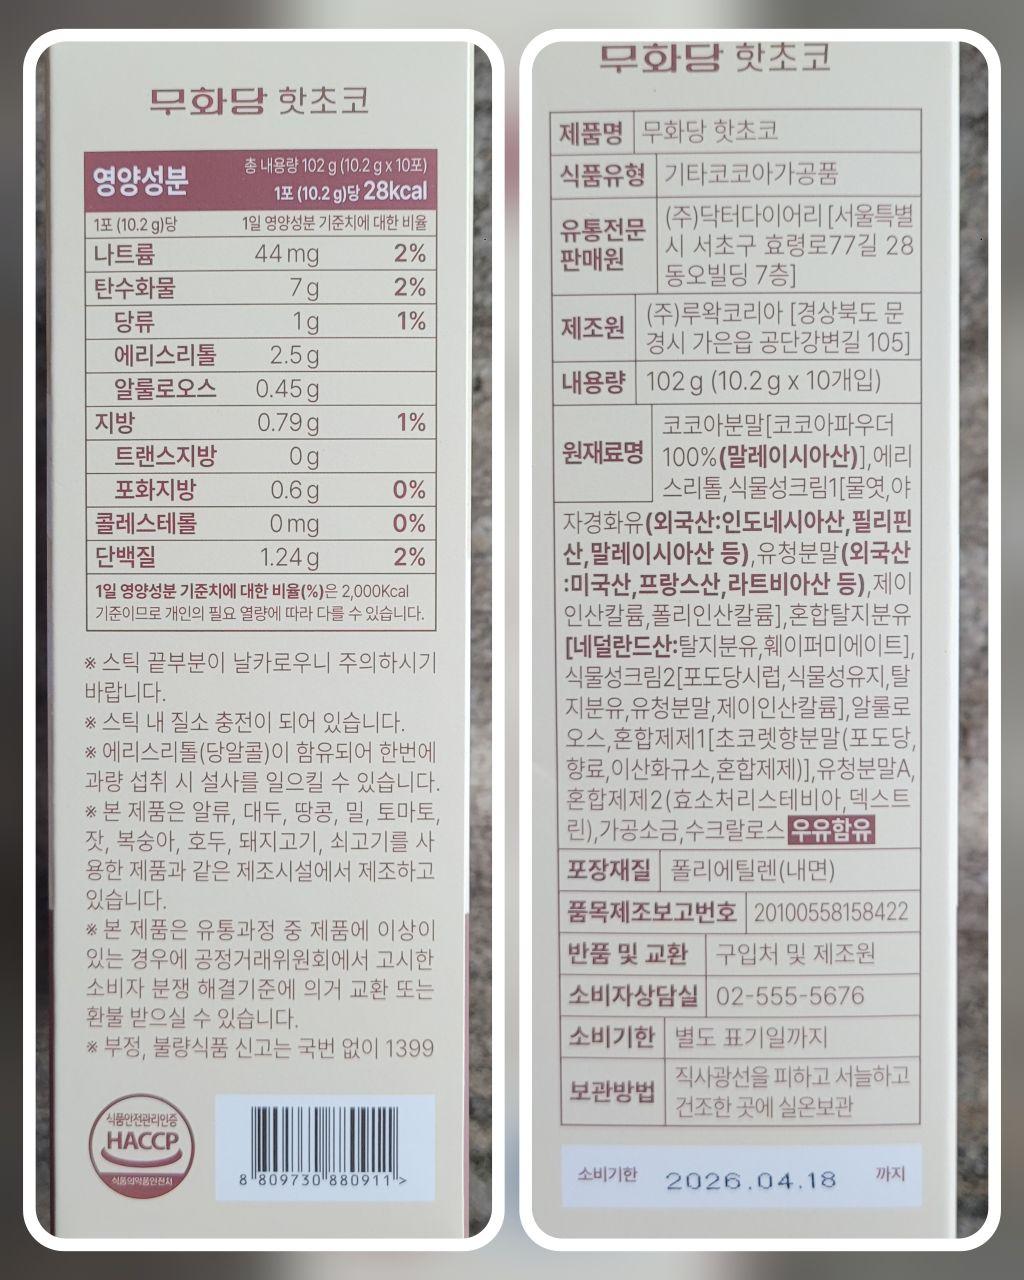 무화당 핫초코
영양성분
총 내용량 102 g (10.2 g x 10포)
1포 (10.2 g)당 28kcal
1포 (10.2 g)당 1일 영양성분 기준치에 대한 비율
나트륨 44 mg 2%
탄수화물 7 g 2%
당류 1 g 1%
에리스리톨 2.5 g
알룰로오스 0.45 g
지방 0.79 g 1%
트랜스지방 0 g
포화지방 0.6 g 0%
콜레스테롤 0 mg 0%
단백질 1.24 g 2%
1일 영양성분 기준치에 대한 비율(%)은 2,000Kcal
기준이므로 개인의 필요 열량에 따라 다를 수 있습니다.
※ 스틱 끝부분이 날카로우니 주의하시기
바랍니다.
※ 스틱 내 질소 충전이 되어 있습니다.
※ 에리스리톨(당알콜)이 함유되어 한번에
과량 섭취 시 설사를 일으킬 수 있습니다.
※ 본 제품은 알류, 대두, 땅콩, 밀, 토마토,
잣, 복숭아, 호두, 돼지고기, 쇠고기를 사
용한 제품과 같은 제조시설에서 제조하고
있습니다.
※ 본 제품은 유통과정 중 제품에 이상이
있는 경우에 공정거래위원회에서 고시한
소비자 분쟁 해결기준에 의거 교환 또는
환불 받으실 수 있습니다.
※ 부정, 불량식품 신고는 국번 없이 1399
식품안전관리인증
HACCP
식품의약품안전처
8 809730 880911 >
무화당 핫초코
제품명 무화당 핫초코
식품유형 기타코코아가공품
유통전문
판매원
(주)닥터다이어리 [서울특별
시 서초구 효령로77길 28
동오빌딩 7층]
제조원
(주)루왁코리아 [경상북도 문
경시 가은읍 공단강변길 105]
내용량 102 g (10.2 g x 10개입)
원재료명
코코아분말[코코아파우더
100%(말레이시아산)],에리
스리톨,식물성크림1[물엿,야
자경화유(외국산:인도네시아산,필리핀
산,말레이시아산 등),유청분말(외국산
:미국산,프랑스산,라트비아산 등),제이
인산칼륨,폴리인산칼륨],혼합탈지분유
[네덜란드산:탈지분유,훼이퍼미에이트],
식물성크림2[포도당시럽,식물성유지,탈
지분유,유청분말,제이인산칼륨],알룰로
오스,혼합제제1[초코렛향분말(포도당,
향료,이산화규소,혼합제제)],유청분말A,
혼합제제2(효소처리스테비아,덱스트
린),가공소금,수크랄로스 우유함유
포장재질 폴리에틸렌(내면)
품목제조보고번호 20100558158422
반품 및 교환 구입처 및 제조원
소비자상담실 02-555-5676
소비기한 별도 표기일까지
보관방법
직사광선을 피하고 서늘하고
건조한 곳에 실온보관
소비기한 2026.04.18 까지